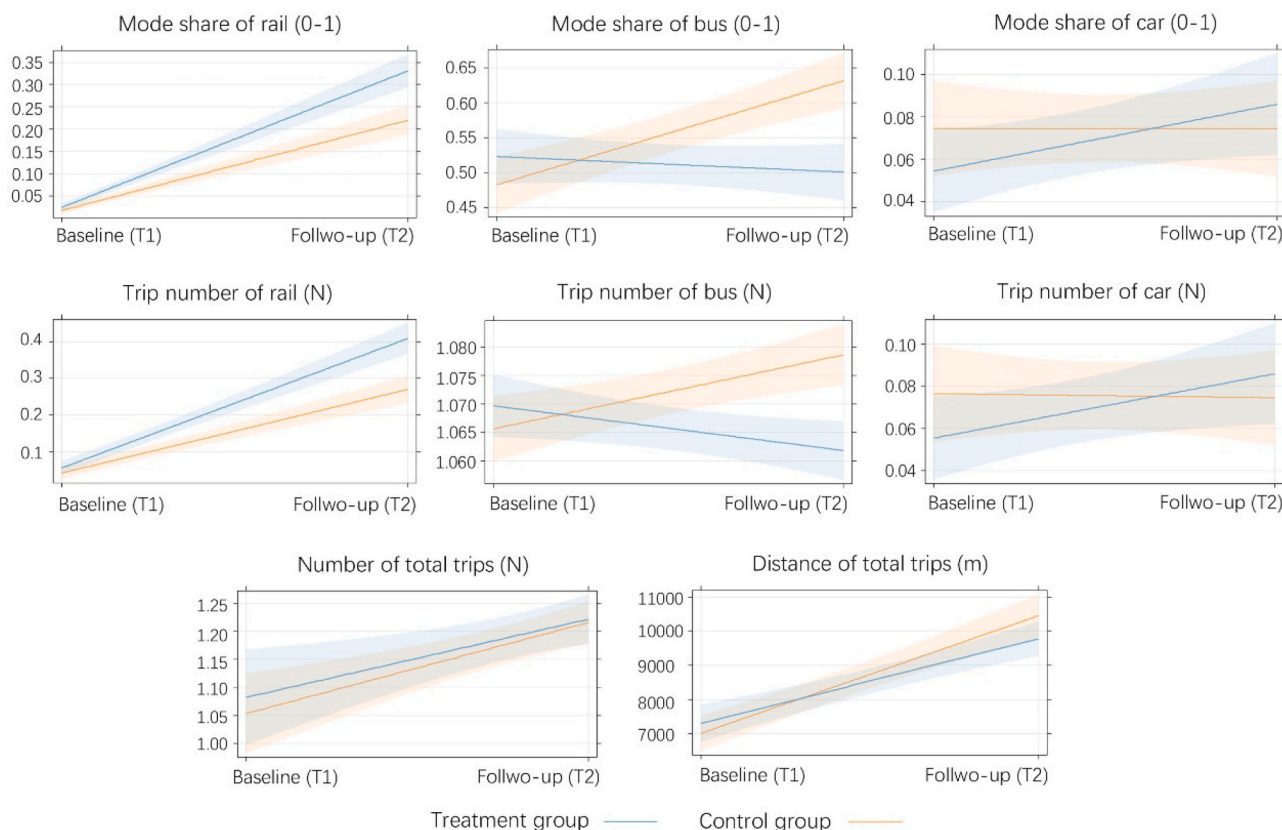 Mode share of rail (0-1)
Mode share of bus (0-1)
Mode share of car (0-1)
0.35
0.30
0.25
0.20
0.15
0.10
0.05
0.65
0.60
0.55
0.50
0.45
0.10
0.08
0.06
0.04
Baseline (T1)
Follwo-up (T2)
Baseline (T1)
Follwo-up (T2)
Baseline (T1)
Follwo-up (T2)
Trip number of rail (N)
Trip number of bus (N)
Trip number of car (N)
0.4
0.3
0.2
0.1
1.080
1.075
1.070
1.065
1.060
0.10
0.08
0.06
0.04
Baseline (T1)
Follwo-up (T2)
Baseline (T1)
Follwo-up (T2)
Baseline (T1)
Follwo-up (T2)
Number of total trips (N)
Distance of total trips (m)
1.25
1.20
1.15
1.10
1.05
1.00
11000
10000
9000
8000
7000
Baseline (T1)
Follwo-up (T2)
Baseline (T1)
Follwo-up (T2)
Treatment group
Control group